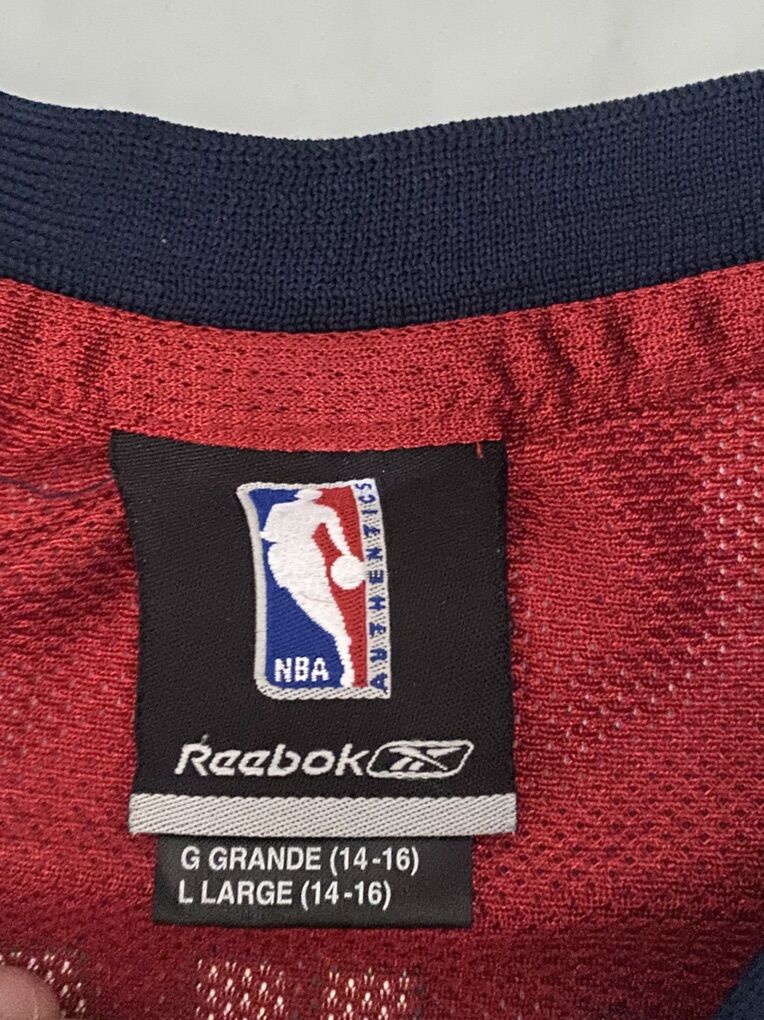 NBA
AUTHENTICS
Reebok
G GRANDE (14-16)
L LARGE (14-16)